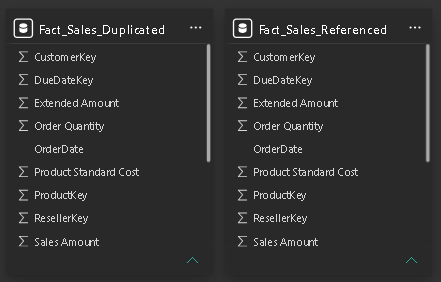 Fact_Sales_Duplicated ...
CustomerKey
DueDateKey
Extended Amount
Order Quantity
OrderDate
Product Standard Cost
ProductKey
ResellerKey
Sales Amount
Fact_Sales_Referenced ...
CustomerKey
DueDateKey
Extended Amount
Order Quantity
OrderDate
Product Standard Cost
ProductKey
ResellerKey
Sales Amount